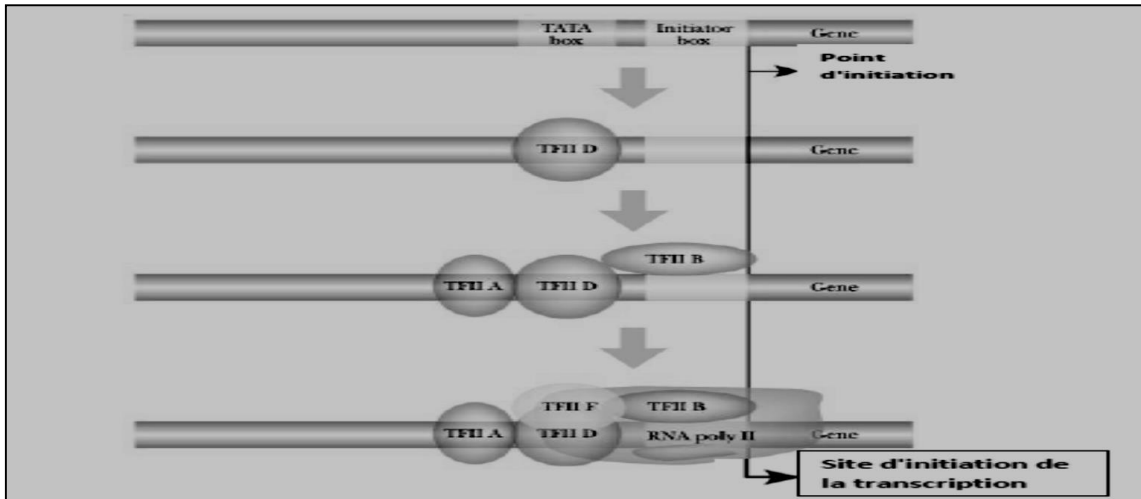 TATA box
Initiator box
Gene
Point d'initiation
TFII D
Gene
TFII B
TFII A
TFII D
Gene
TFII F
TFII B
TFII A
TFII D
RNA poly II
Gene
Site d'initiation de
la transcription